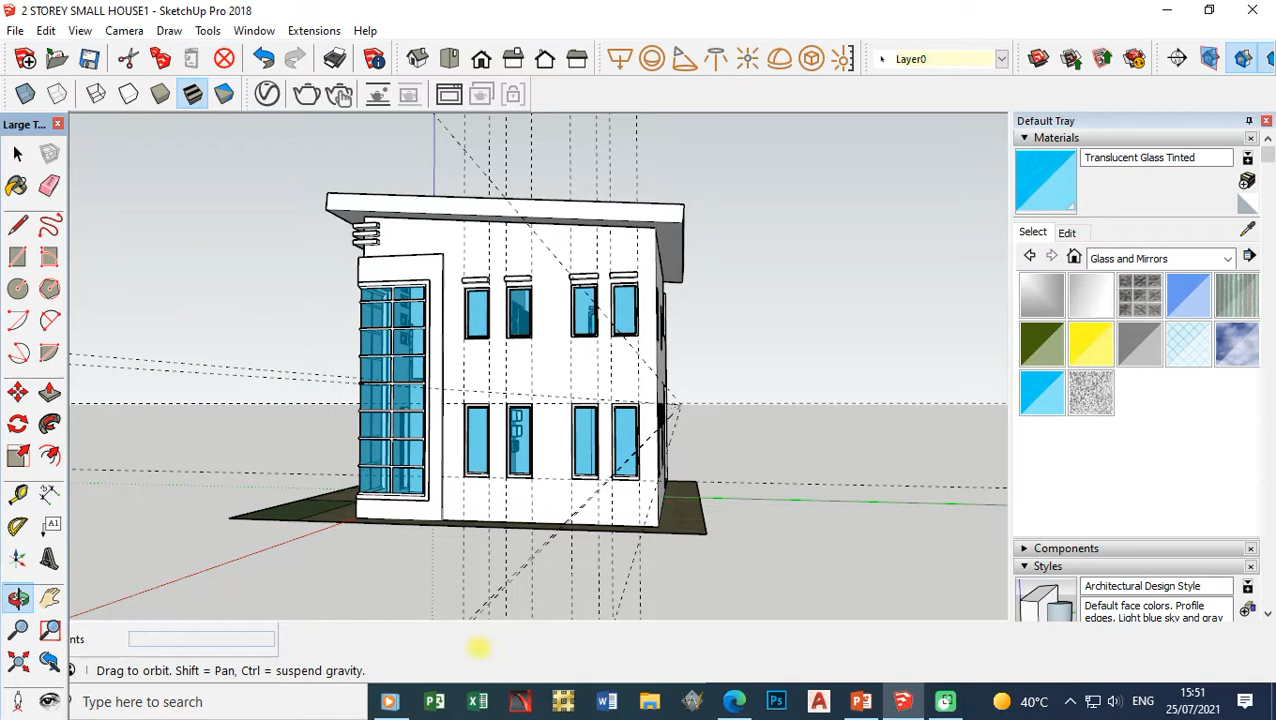 2 STOREY SMALL HOUSE1 - SketchUp Pro 2018
File Edit View Camera Draw Tools Window Extensions Help
Layer0
Large T...
Default Tray
Materials
Translucent Glass Tinted
Select Edit
Glass and Mirrors
A1
Components
Styles
Architectural Design Style
Default face colors. Profile
edges. Light blue sky and gray
nts
Drag to orbit. Shift = Pan, Ctrl = suspend gravity.
Type here to search
40°C
ENG
15:51
25/07/2021